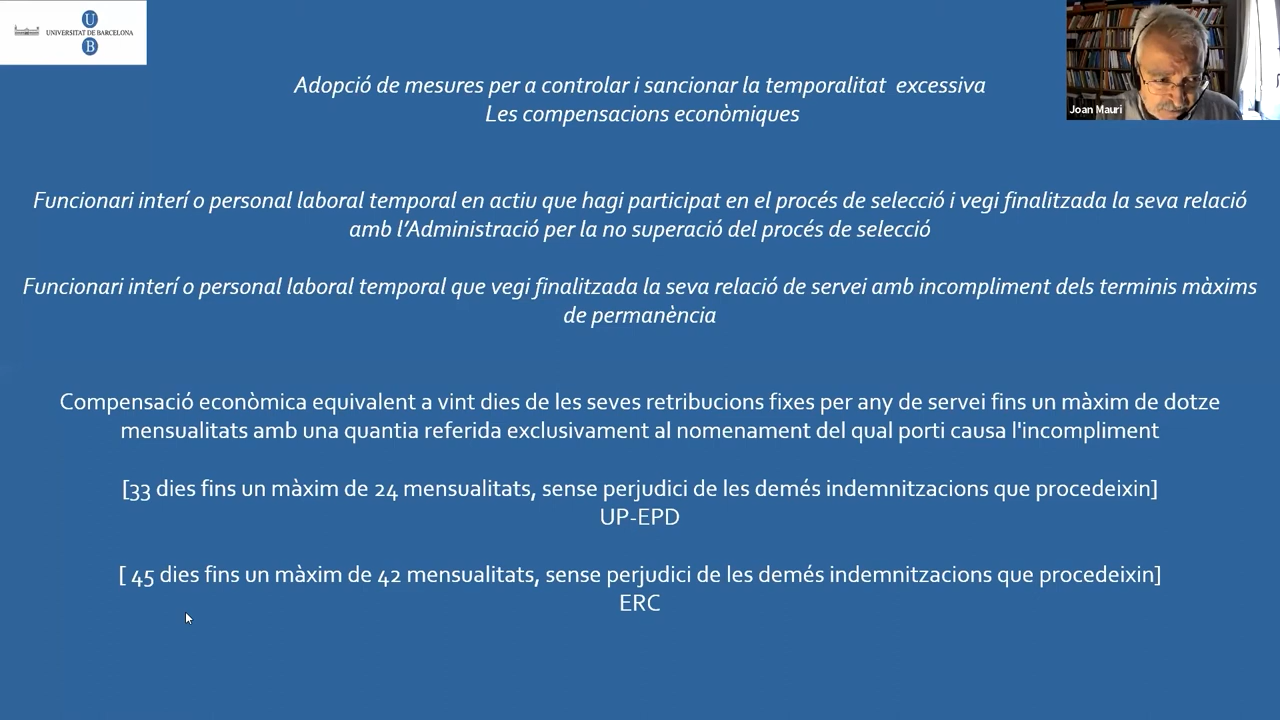 U
UNIVERSITAT DE BARCELONA
B
Joan Mauri
Adopció de mesures per a controlar i sancionar la temporalitat excessiva
Les compensacions econòmiques
Funcionari interí o personal laboral temporal en actiu que hagi participat en el procés de selecció i vegi finalitzada la seva relació
amb l'Administració per la no superació del procés de selecció
Funcionari interí o personal laboral temporal que vegi finalitzada la seva relació de servei amb incompliment dels terminis màxims
de permanència
Compensació econòmica equivalent a vint dies de les seves retribucions fixes per any de servei fins un màxim de dotze
mensualitats amb una quantia referida exclusivament al nomenament del qual porti causa l'incompliment
[33 dies fins un màxim de 24 mensualitats, sense perjudici de les demés indemnitzacions que procedeixin]
UP-EPD
[ 45 dies fins un màxim de 42 mensualitats, sense perjudici de les demés indemnitzacions que procedeixin]
ERC